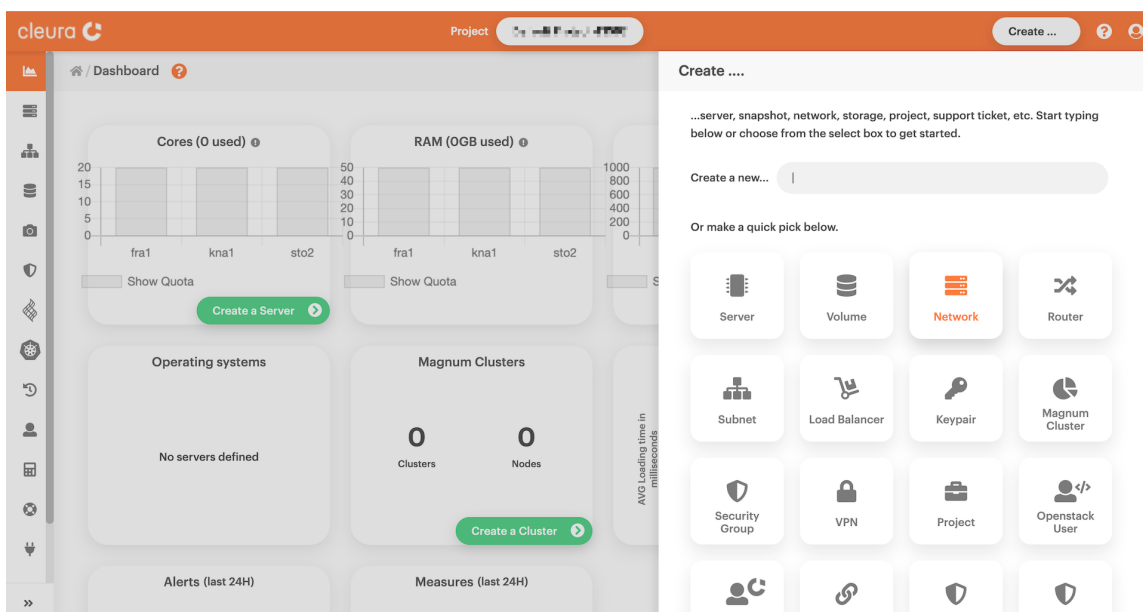 cleura
Project
Create ...
Dashboard
Create ....
...server, snapshot, network, storage, project, support ticket, etc. Start typing
below or choose from the select box to get started.
Create a new...
Or make a quick pick below.
Cores (0 used)
20
15
10
5
0
fra1 kna1 sto2
Show Quota
Create a Server
RAM (0GB used)
50
40
30
20
10
0
fra1 kna1 sto2
Show Quota
1000
800
600
400
200
0
S
Server
Volume
Network
Router
Subnet
Load Balancer
Keypair
Magnum
Cluster
Security
Group
VPN
Project
Openstack
User
Operating systems
No servers defined
Magnum Clusters
0 0
Clusters Nodes
Create a Cluster
AVG Loading time in
milliseconds
Alerts (last 24H)
Measures (last 24H)